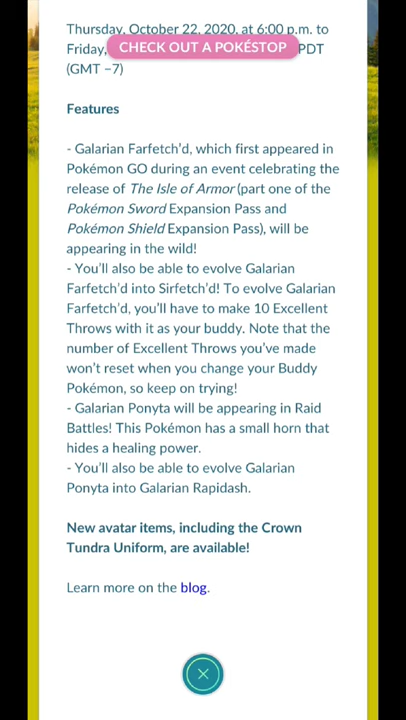 Thursday, October 22, 2020, at 6:00 p.m. to
Friday,
CHECK OUT A POKÉSTOP
PDT
(GMT –7)
Features
- Galarian Farfetch’d, which first appeared in
Pokémon GO during an event celebrating the
release of The Isle of Armor (part one of the
Pokémon Sword Expansion Pass and
Pokémon Shield Expansion Pass), will be
appearing in the wild!
- You’ll also be able to evolve Galarian
Farfetch’d into Sirfetch’d! To evolve Galarian
Farfetch’d, you’ll have to make 10 Excellent
Throws with it as your buddy. Note that the
number of Excellent Throws you’ve made
won’t reset when you change your Buddy
Pokémon, so keep on trying!
- Galarian Ponyta will be appearing in Raid
Battles! This Pokémon has a small horn that
hides a healing power.
- You’ll also be able to evolve Galarian
Ponyta into Galarian Rapidash.
New avatar items, including the Crown
Tundra Uniform, are available!
Learn more on the blog.